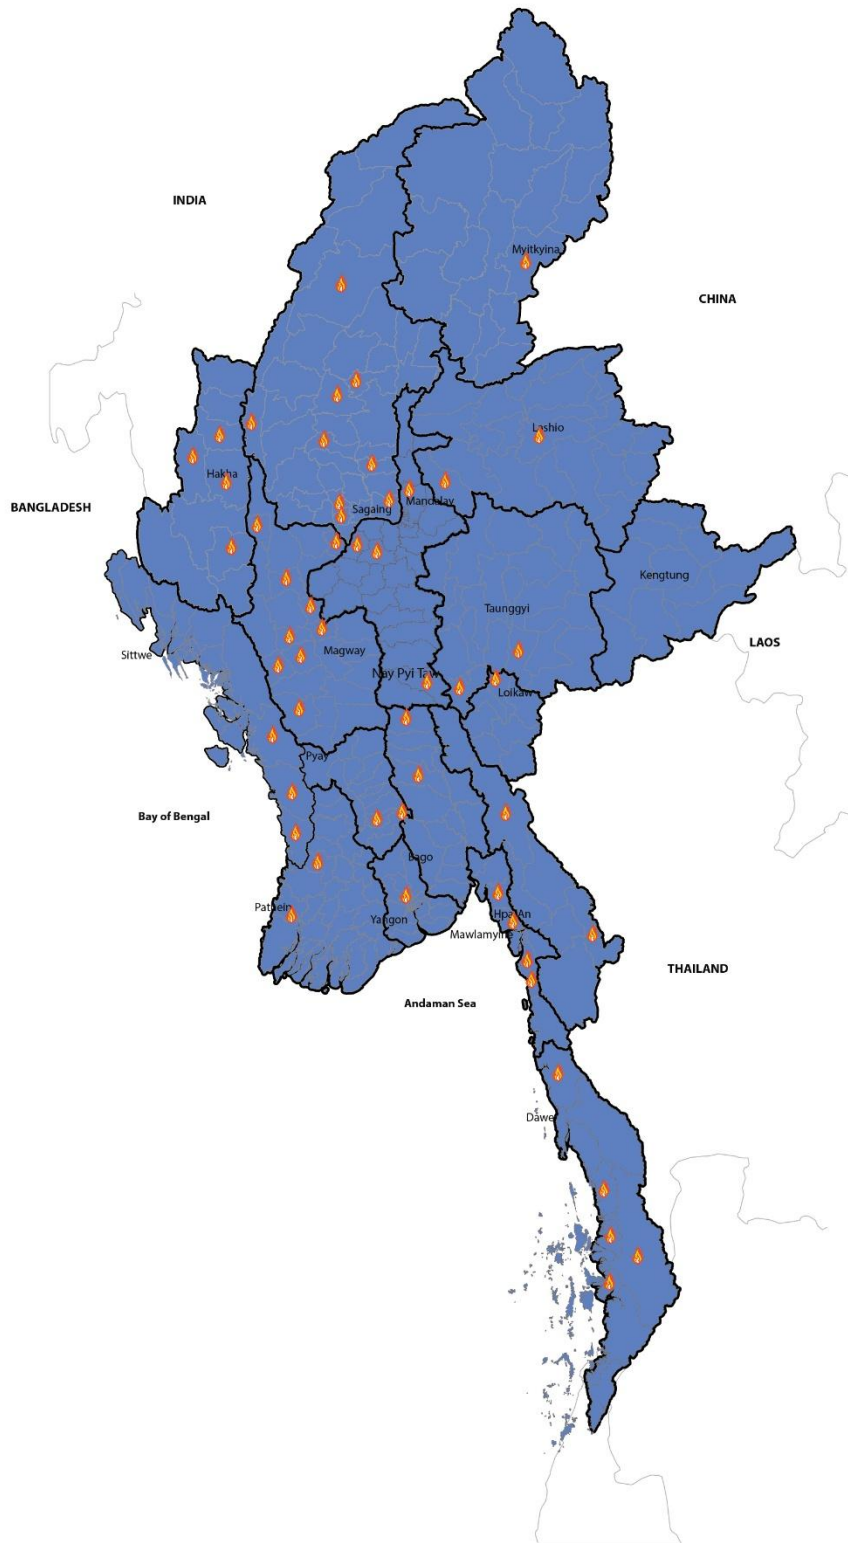 INDIA
Myitkyina
CHINA
Lashio
Hakha
Mandalay
BANGLADESH
Sagaing
Kengtung
Taunggyi
LAOS
Sittwe
Magway
Nay Pyi Taw
Loikaw
Pyay
Bay of Bengal
Bago
Pathein
Yangon
Hpa'An
Mawlamyine
THAILAND
Andaman Sea
Dawei